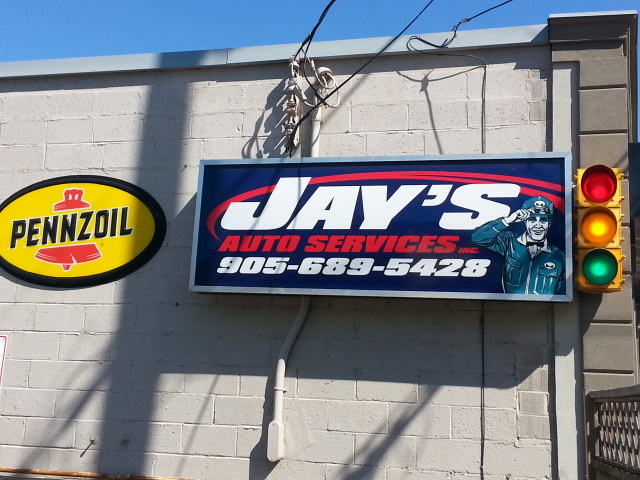 PENNZOIL
JAY'S
AUTO SERVICES INC.
905-689-5428